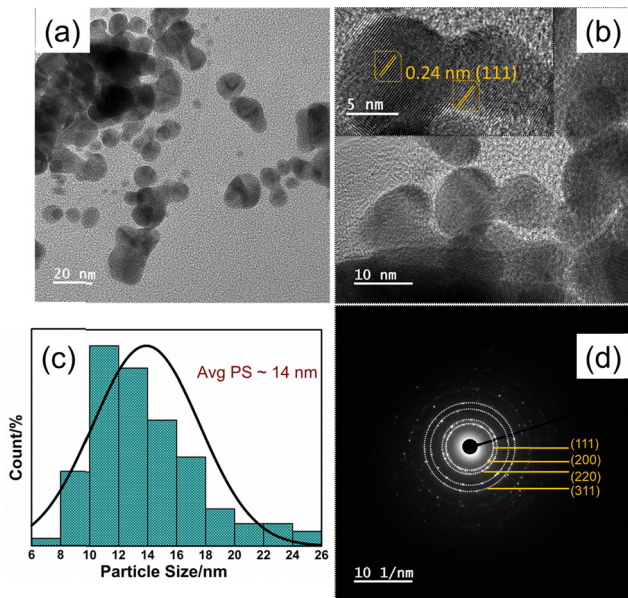 (a)
20 nm
(b)
0.24 nm (111)
5 nm
10 nm
(c)
Avg PS ~ 14 nm
Count/%
6 8 10 12 14 16 18 20 22 24 26
Particle Size/nm
(d)
(111)
(200)
(220)
(311)
10 1/nm